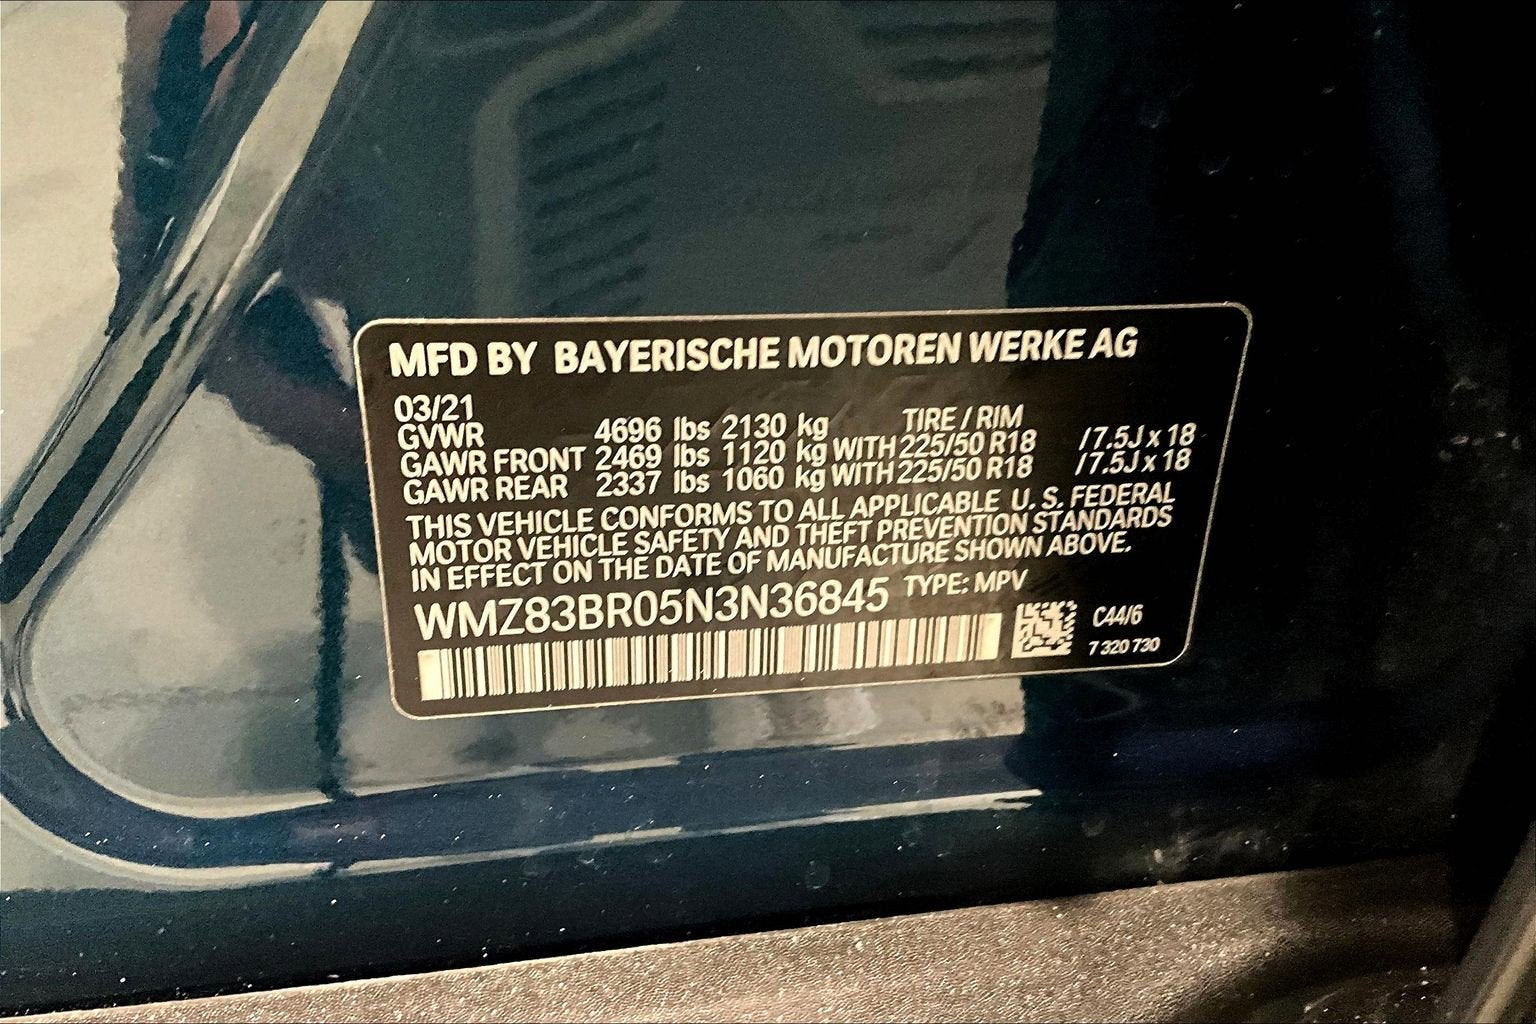 MFD BY BAYERISCHE MOTOREN WERKE AG
03/21 TIRE / RIM
GVWR 4696 lbs 2130 kg
GAWR FRONT 2469 lbs 1120 kg WITH 225/50 R18 /7.5J x 18
GAWR REAR 2337 lbs 1060 kg WITH 225/50 R18 /7.5J x 18
THIS VEHICLE CONFORMS TO ALL APPLICABLE U. S. FEDERAL
MOTOR VEHICLE SAFETY AND THEFT PREVENTION STANDARDS
IN EFFECT ON THE DATE OF MANUFACTURE SHOWN ABOVE.
WMZ83BR05N3N36845 TYPE: MPV
C44/6
7 320 730